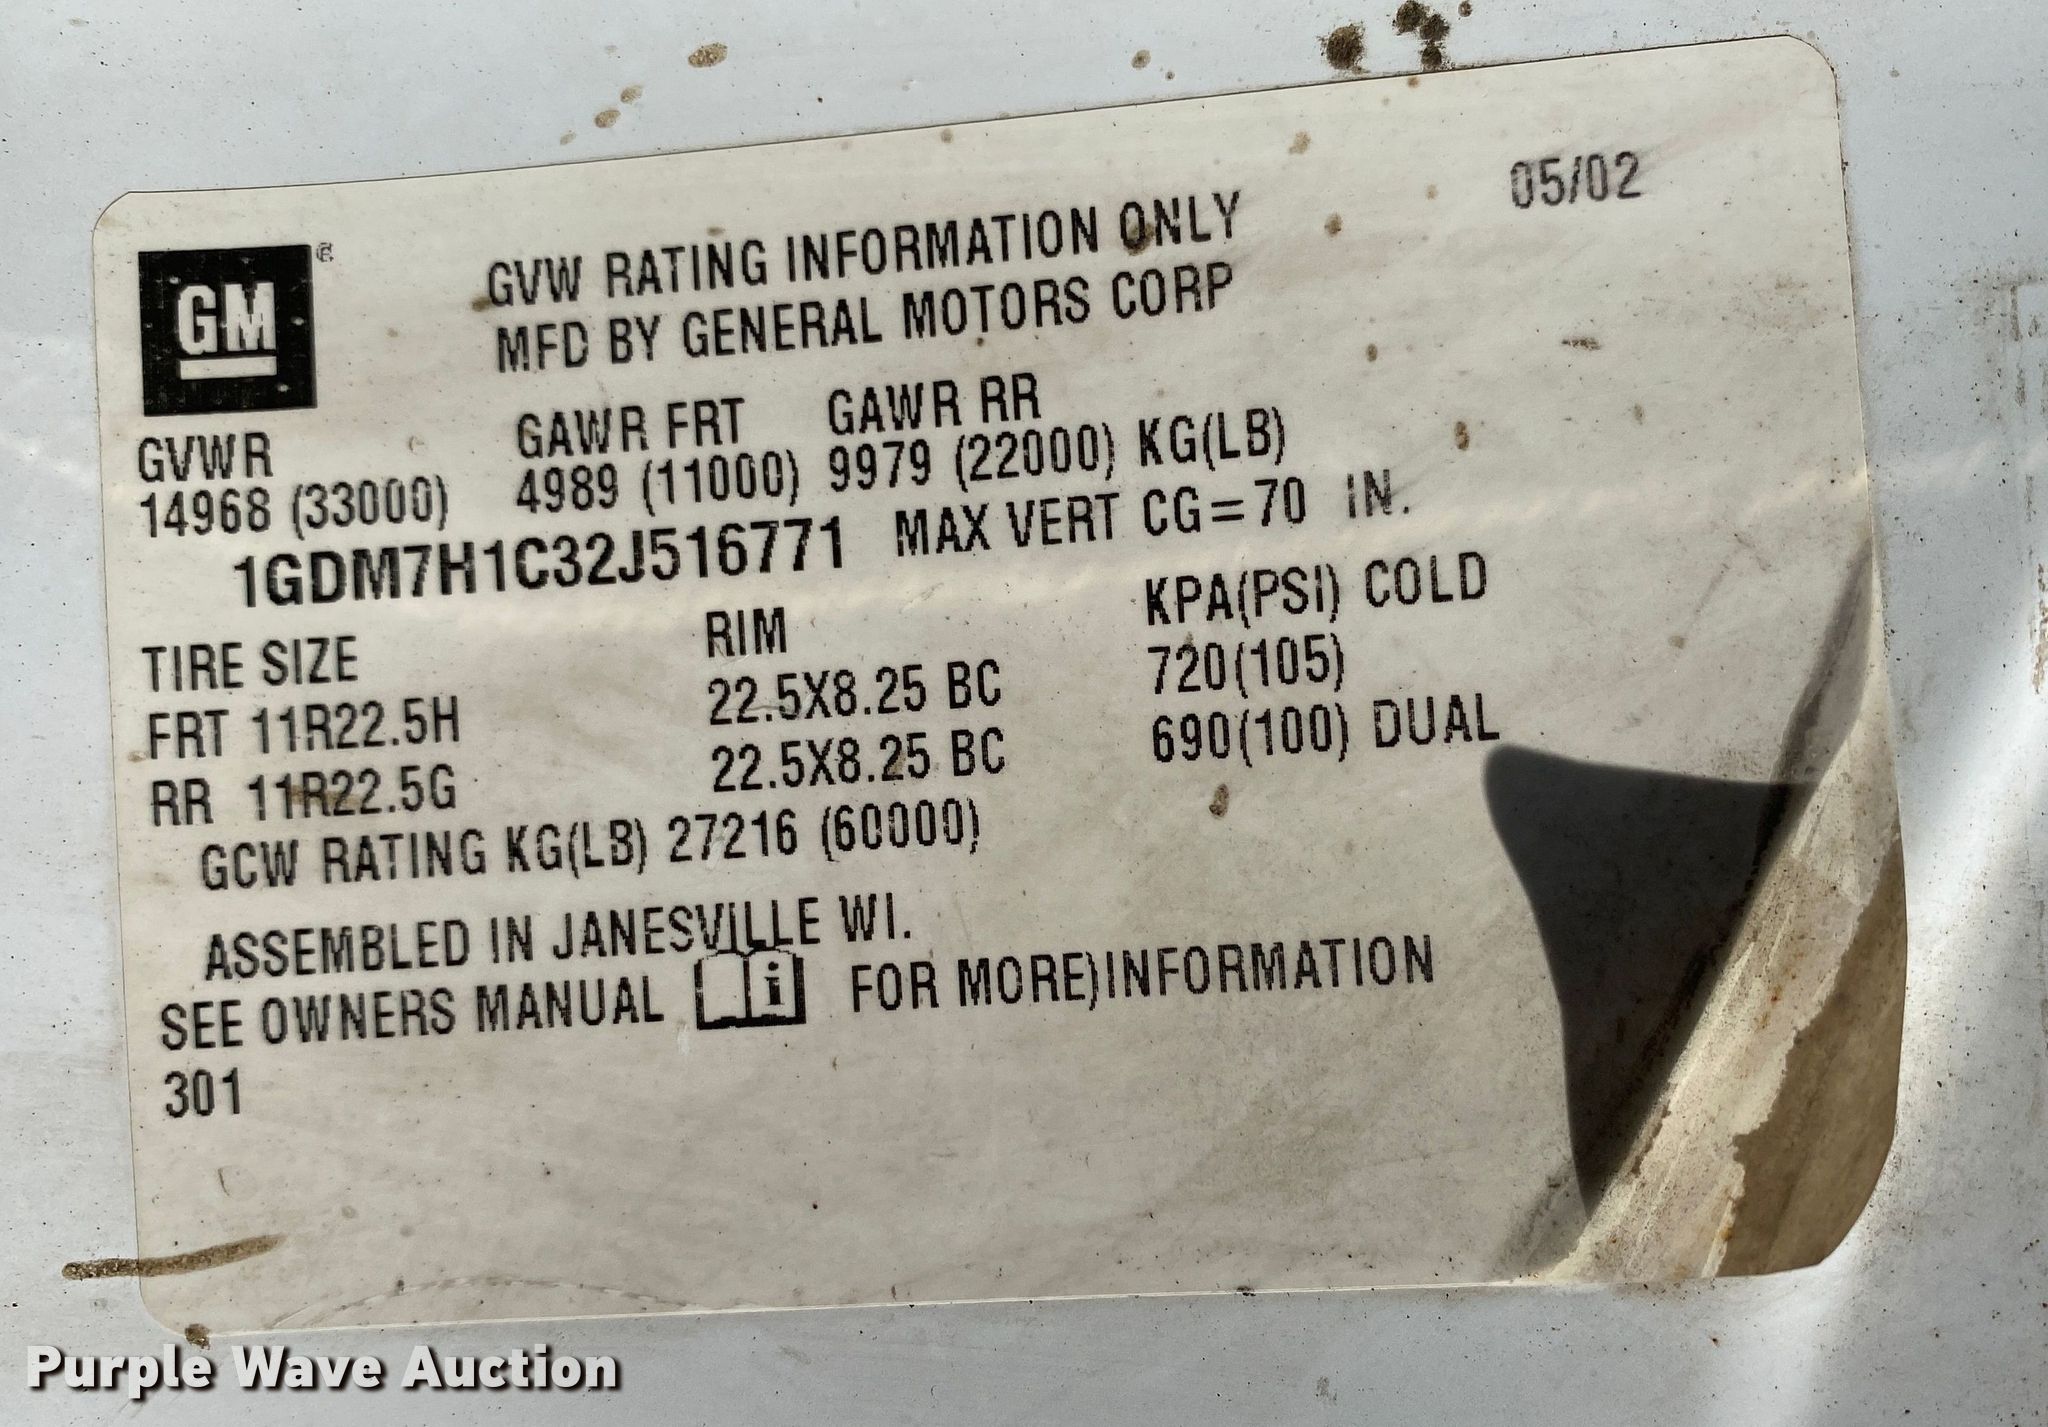 05/02
GM
GVW RATING INFORMATION ONLY
MFD BY GENERAL MOTORS CORP
GVWR GAWR FRT GAWR RR
14968 (33000) 4989 (11000) 9979 (22000) KG(LB)
1GDM7H1C32J516771 MAX VERT CG=70 IN.
TIRE SIZE RIM KPA(PSI) COLD
FRT 11R22.5H 22.5X8.25 BC 720(105)
RR 11R22.5G 22.5X8.25 BC 690(100) DUAL
GCW RATING KG(LB) 27216 (60000)
ASSEMBLED IN JANESVILLE WI.
SEE OWNERS MANUAL i FOR MORE)INFORMATION
301
Purple Wave Auction